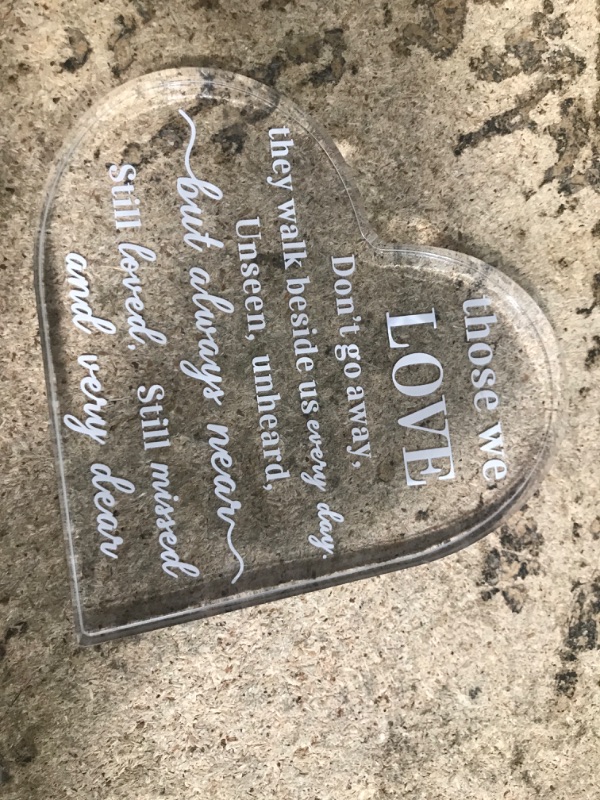 those we
LOVE
Don't go away,
they walk beside us every day.
Unseen, unheard,
but always near
Still loved, Still missed
and very dear